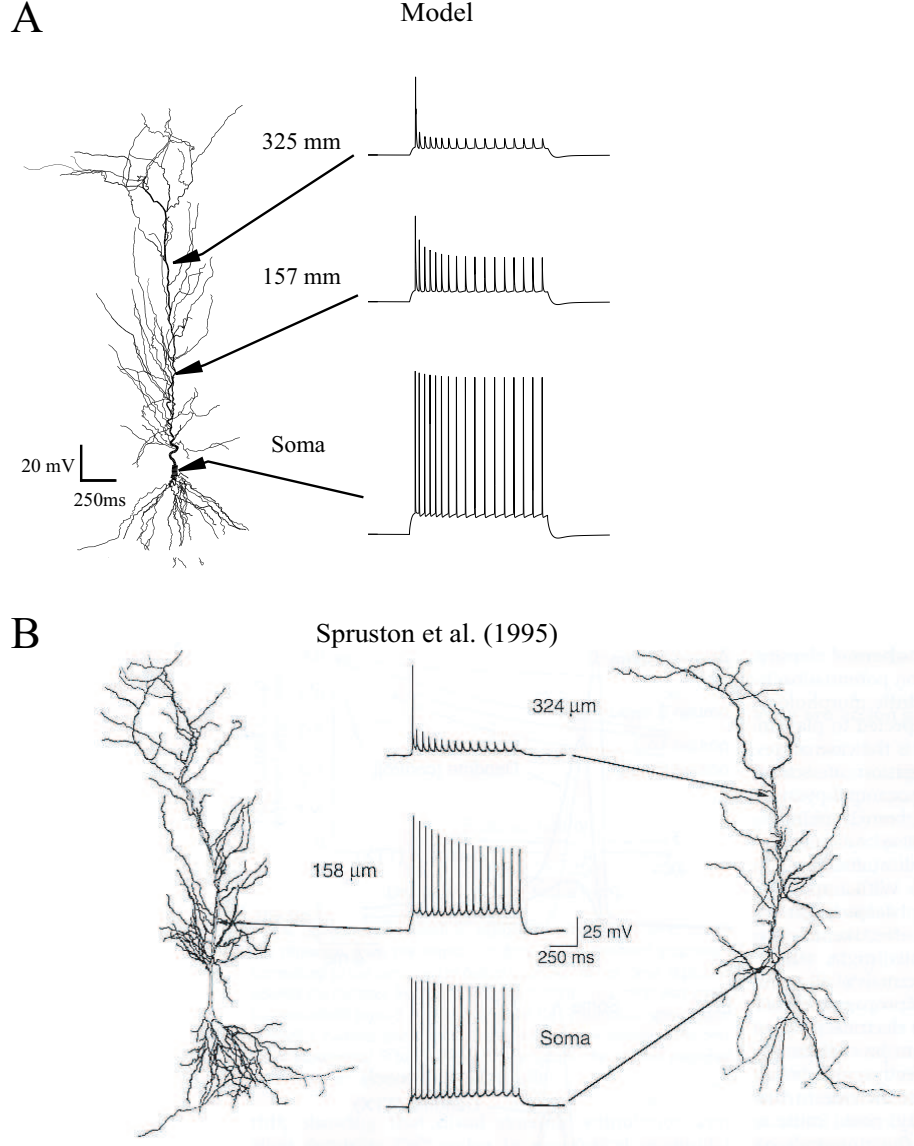 A
Model
325 mm
157 mm
Soma
20 mV
250ms
B
Spruston et al. (1995)
324 µm
158 µm
25 mV
250 ms
Soma